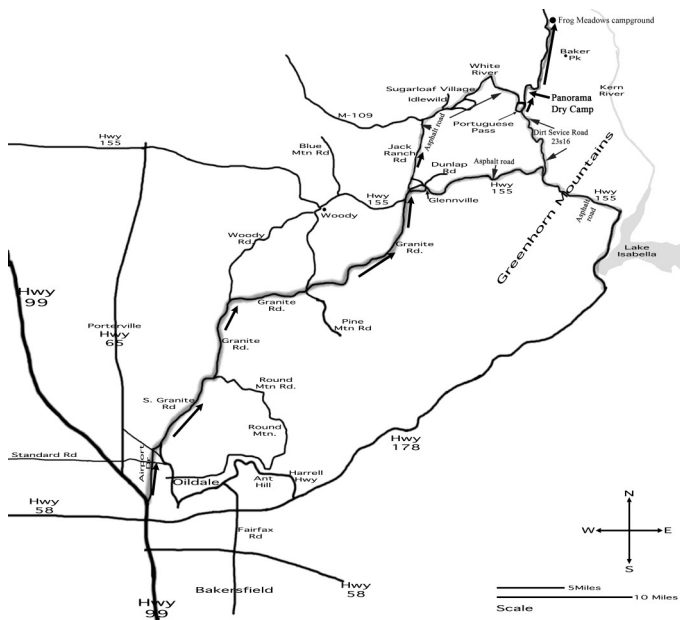 Frog Meadows campground
Baker
Pk
White
River
Kern
River
Sugarloaf Village
Idlewild
Panorama
Dry Camp
M-109
Asphalt road
Portuguese
Pass
Dirt Sevice Road
23s16
Hwy
155
Blue
Mtn Rd
Jack
Ranch
Rd
Dunlap
Rd
Asphalt road
Hwy
155
Hwy
155
Glennville
Hwy
155
Asphalt
road
Greenhorn Mountains
Woody
Woody
Rd.
Granite
Rd.
Lake
Isabella
Hwy
99
Granite
Rd.
Porterville
Hwy
65
Granite
Rd.
Pine
Mtn Rd
Round
Mtn Rd.
S. Granite
Rd
Round
Mtn.
Hwy
178
Standard Rd
Airport
Dr.
Oildale
Ant
Hill
Harrell
Hwy
Hwy
58
Fairfax
Rd
N
W
E
S
Bakersfield
Hwy
58
Hwy
99
5Miles
10 Miles
Scale